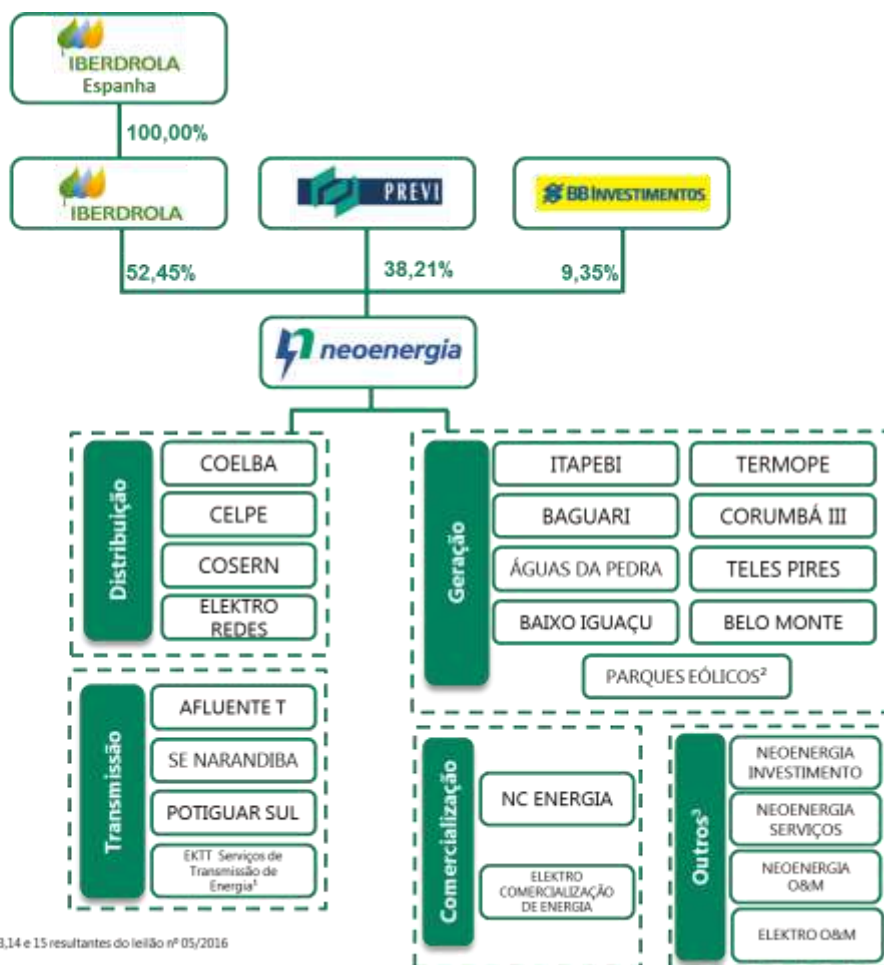 IBERDROLA
Espanha
100,00%
IBERDROLA
PREVI
BB INVESTIMENTOS
52,45%
38,21%
9,35%
neoenergia
Distribuição
COELBA
CELPE
COSERN
ELEKTRO
REDES
Geração
ITAPEBI
TERMOPE
BAGUARI
CORUMBÁ III
ÁGUAS DA PEDRA
TELES PIRES
BAIXO IGUAÇU
BELO MONTE
PARQUES EÓLICOS²
Transmissão
AFLUENTE T
SE NARANDIBA
POTIGUAR SUL
EKTT Serviços de
Transmissão de
Energia¹
Comercialização
NC ENERGIA
ELEKTRO
COMERCIALIZAÇÃO
DE ENERGIA
Outros³
NEOENERGIA
INVESTIMENTO
NEOENERGIA
SERVIÇOS
NEOENERGIA
O&M
ELEKTRO O&M
3,14 e 15 resultantes do leilão nº 05/2016